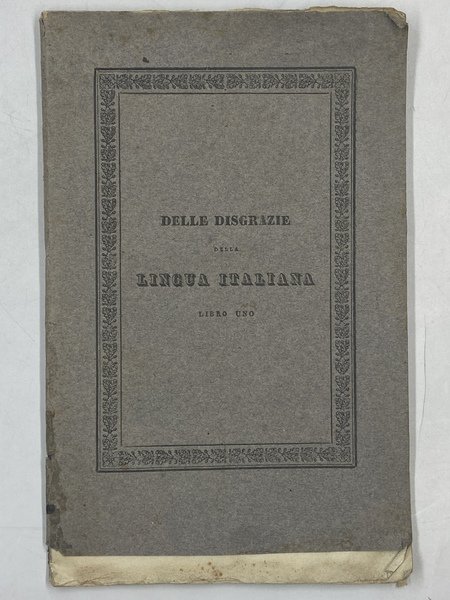 DELLE DISGRAZIE
DELLA
LINGUA ITALIANA
LIBRO UNO